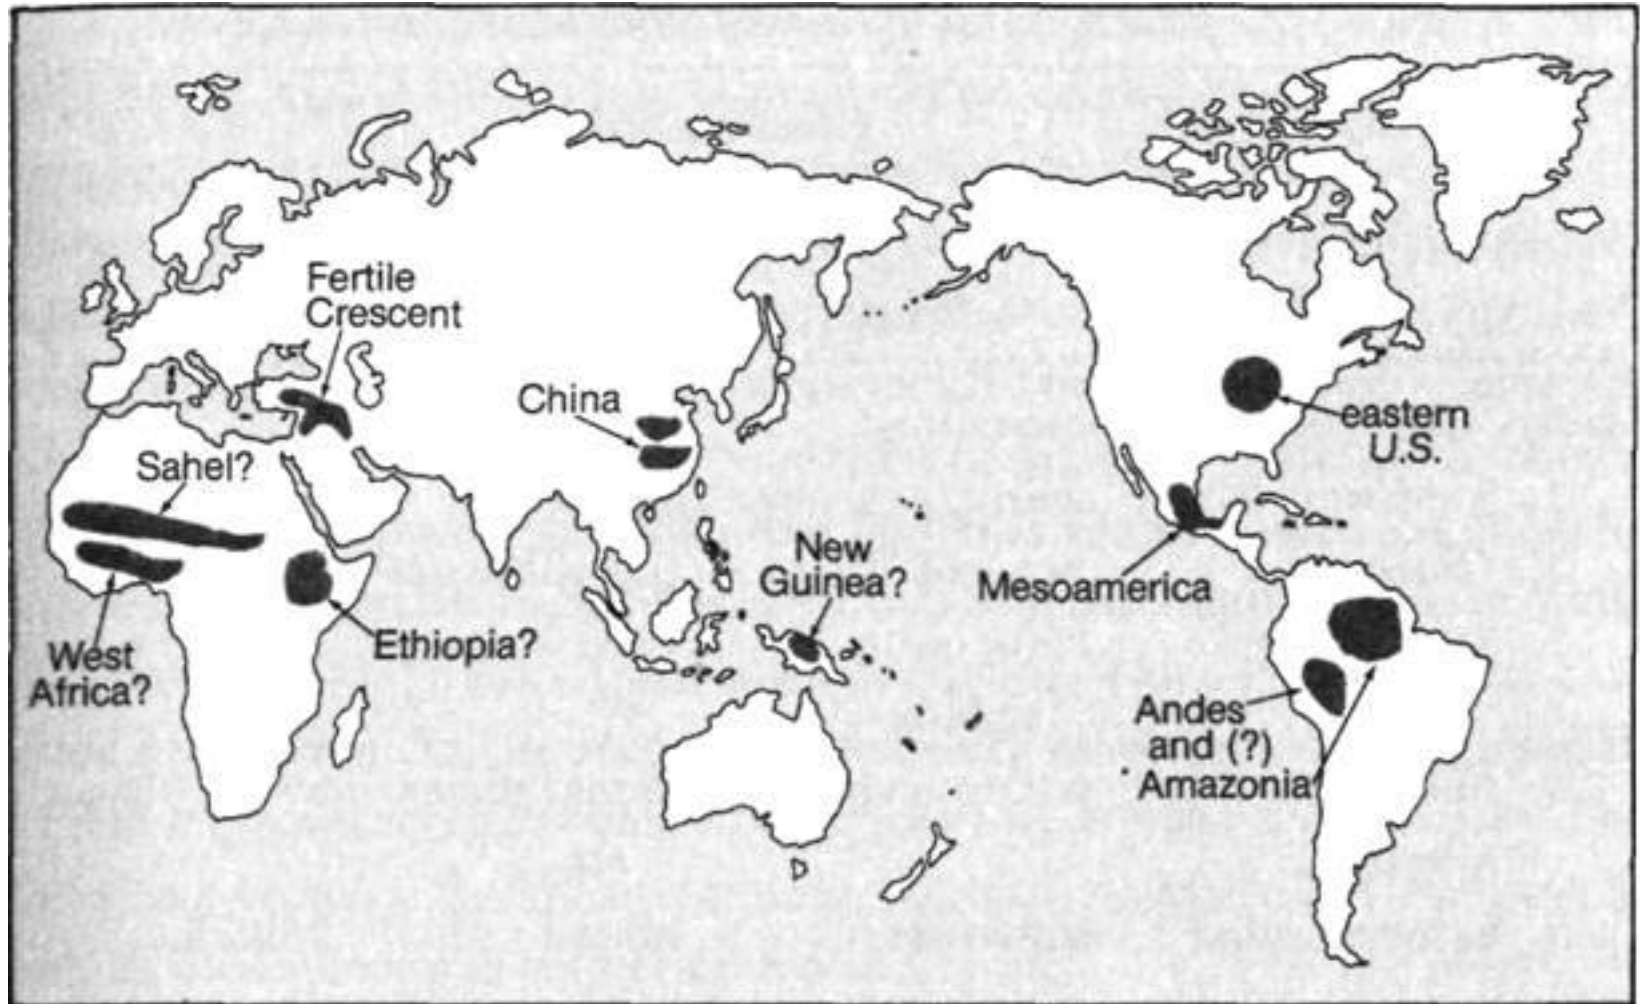 Fertile
Crescent
China
eastern
U.S.
Sahel?
New
Guinea?
Mesoamerica
Ethiopia?
West
Africa?
Andes
and (?)
Amazonia